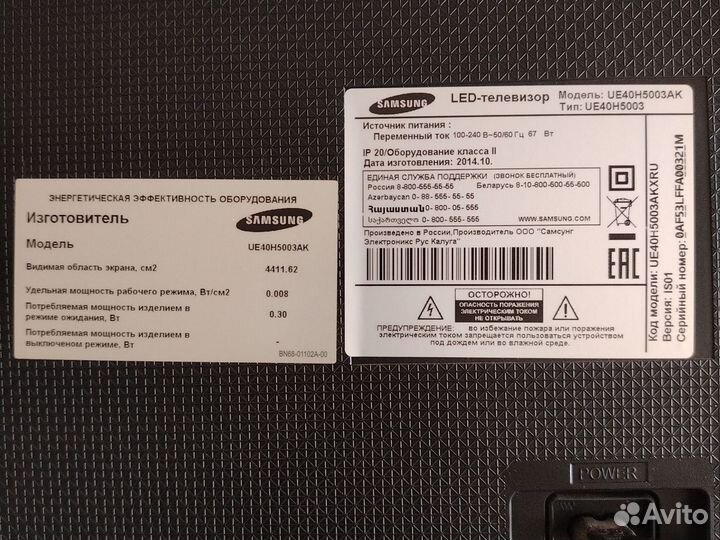 ЭНЕРГЕТИЧЕСКАЯ ЭФФЕКТИВНОСТЬ ОБОРУДОВАНИЯ
Изготовитель SAMSUNG
Модель UE40H5003AK
Видимая область экрана, см2 4411.62
Удельная мощность рабочего режима, Вт/см2 0.008
Потребляемая мощность изделием в
режиме ожидания, Вт 0.30
Потребляемая мощность изделием в
выключеном режиме, Вт -
BN68-01102A-00
SAMSUNG LED-телевизор Модель: UE40H5003AK
Тип: UE40H5003
Источник питания :
Переменный ток 100-240 В~50/60 Гц 67 Вт
IP 20/Оборудование класса II
Дата изготовления: 2014.10.
ЕДИНАЯ СЛУЖБА ПОДДЕРЖКИ (ЗВОНОК БЕСПЛАТНЫЙ)
Россия 8-800-555-55-55 Беларусь 8-10-800-500-55-500
Azerbaycan 0- 88- 555- 55- 55
Հայաստան 0- 800- 05- 555
საქართველო 0- 800- 555- 555 WWW.SAMSUNG.COM
Произведено в России,Производитель ООО "Самсунг
Электроникс Рус Калуга"
EAC
ОСТОРОЖНО!
ОПАСНОСТЬ ПОРАЖЕНИЯ
ЭЛЕКТРИЧЕСКИМ ТОКОМ
НЕ ОТКРЫВАТЬ
ПРЕДУПРЕЖДЕНИЕ: во избежание пожара или поражения
электрическим током запрещается пользоваться устройством
под дождем или во влажной среде.
Код модели: UE40H5003AKXRU
Версия: IS01
Серийный номер: 0AF53LFFA00321M
POWER
Avito